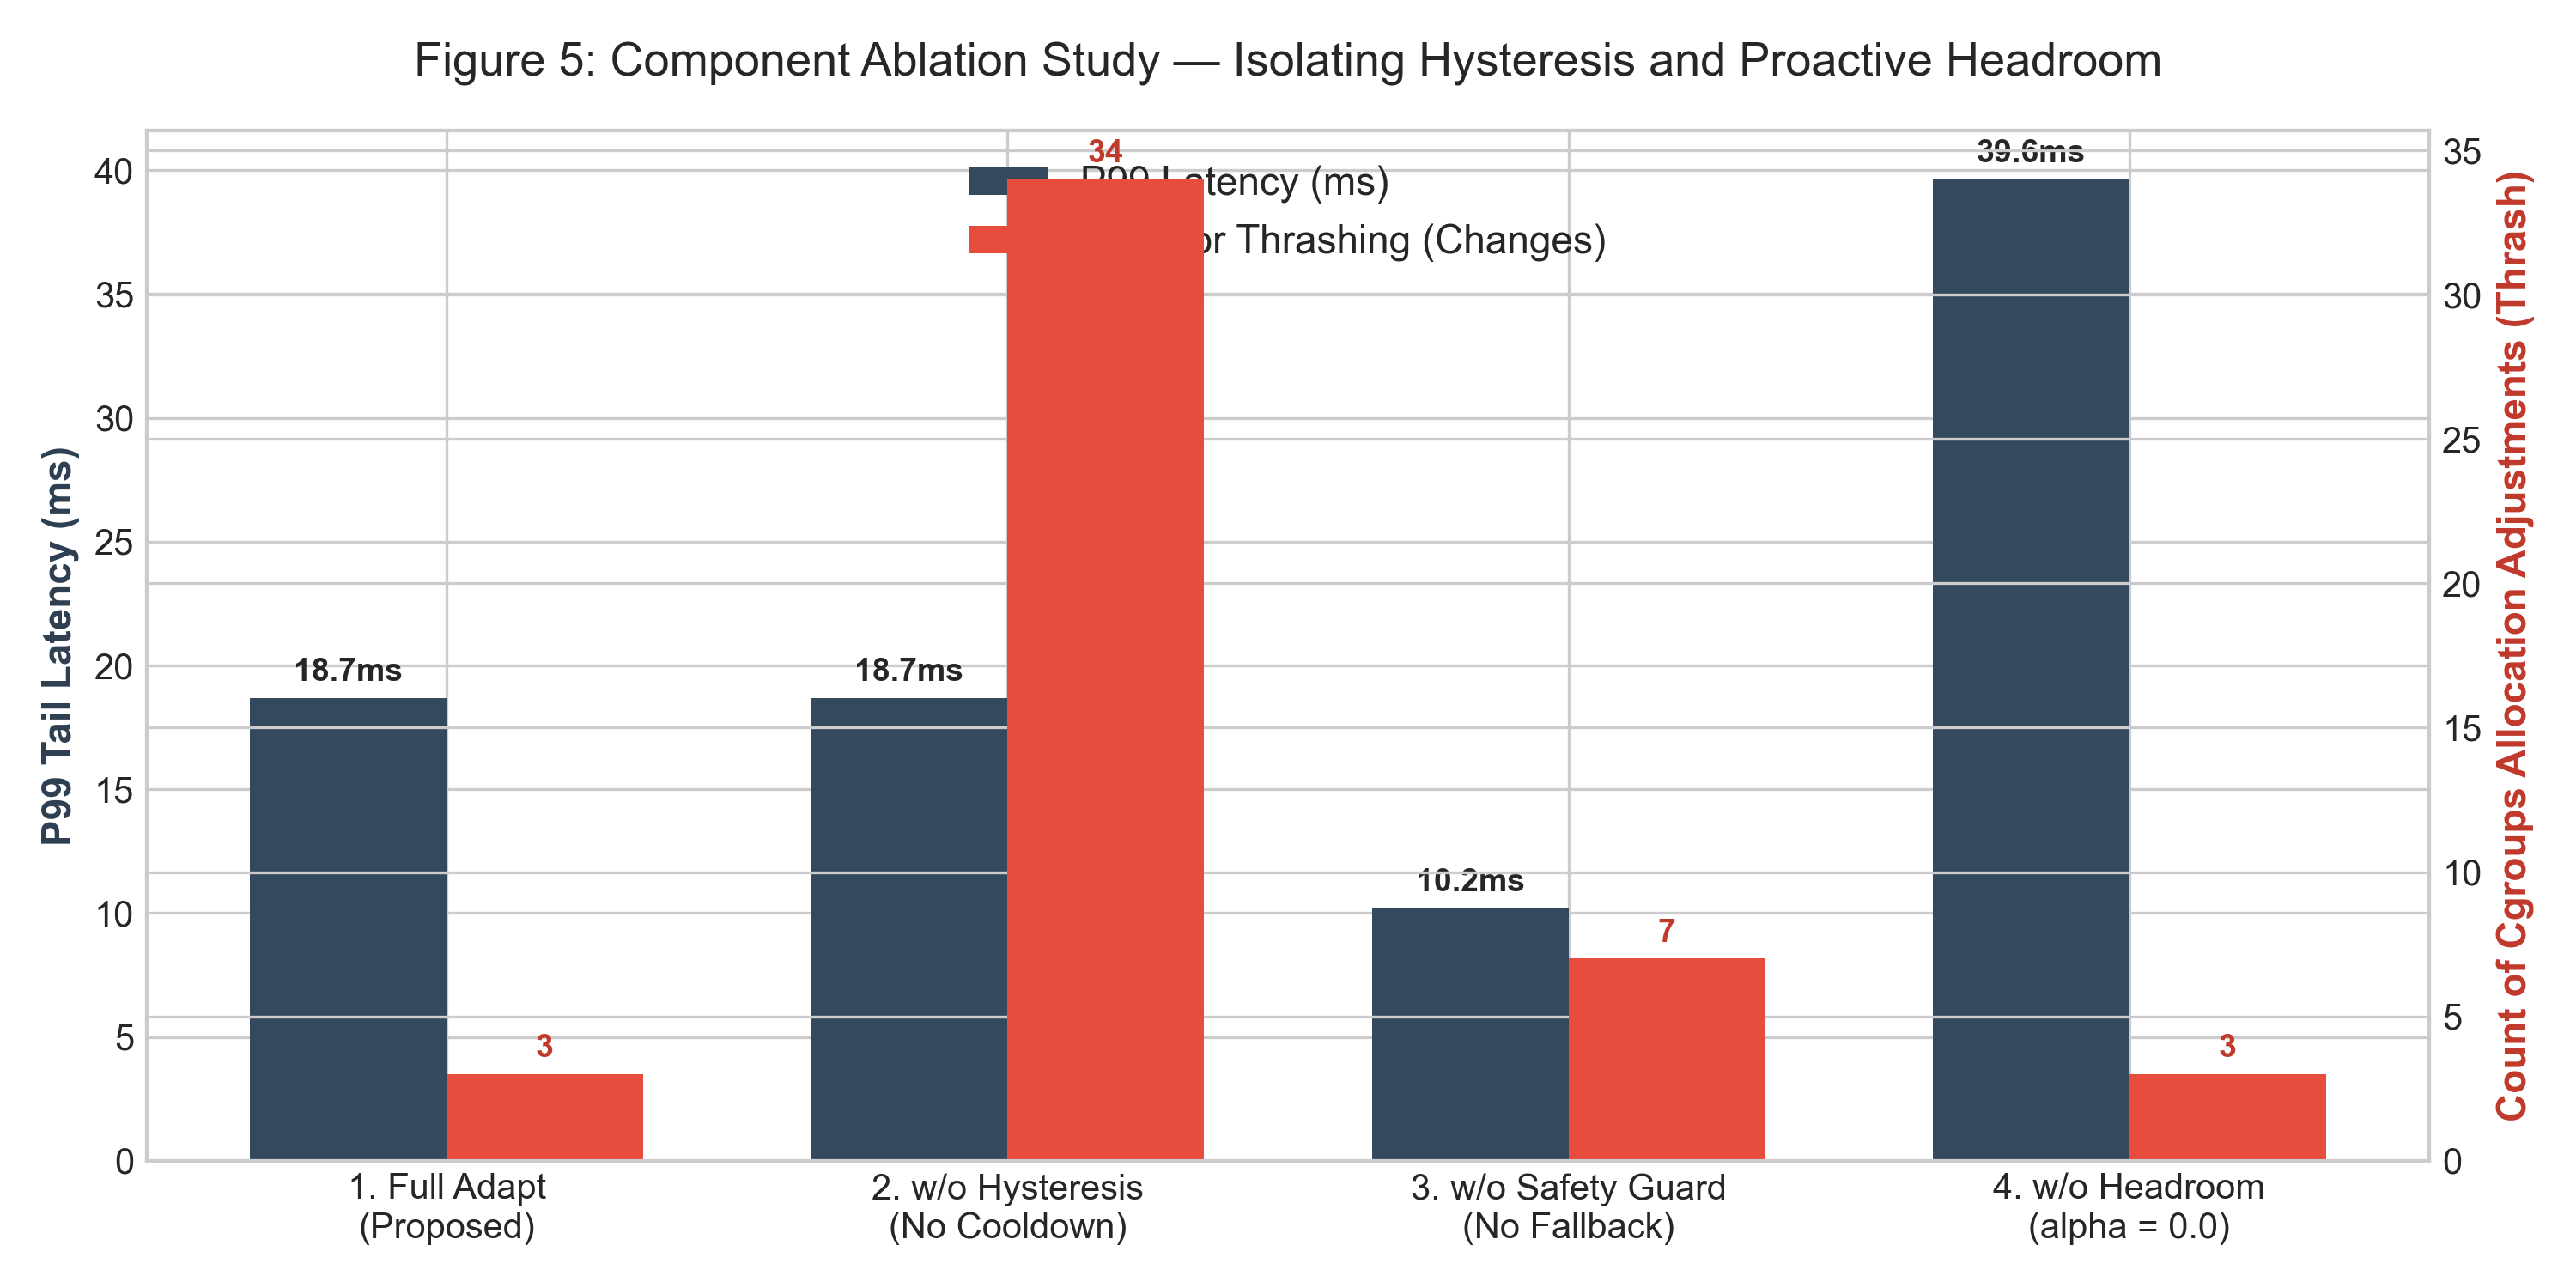 Figure 5: Component Ablation Study — Isolating Hysteresis and Proactive Headroom
P99 Tail Latency (ms)
40
35
30
25
20
15
10
5
0
34
39.6ms
P99 Latency (ms)
or Thrashing (Changes)
18.7ms
18.7ms
10.2ms
7
3
3
35
30
25
20
15
10
5
0
Count of Cgroups Allocation Adjustments (Thrash)
1. Full Adapt
(Proposed)
2. w/o Hysteresis
(No Cooldown)
3. w/o Safety Guard
(No Fallback)
4. w/o Headroom
(alpha = 0.0)